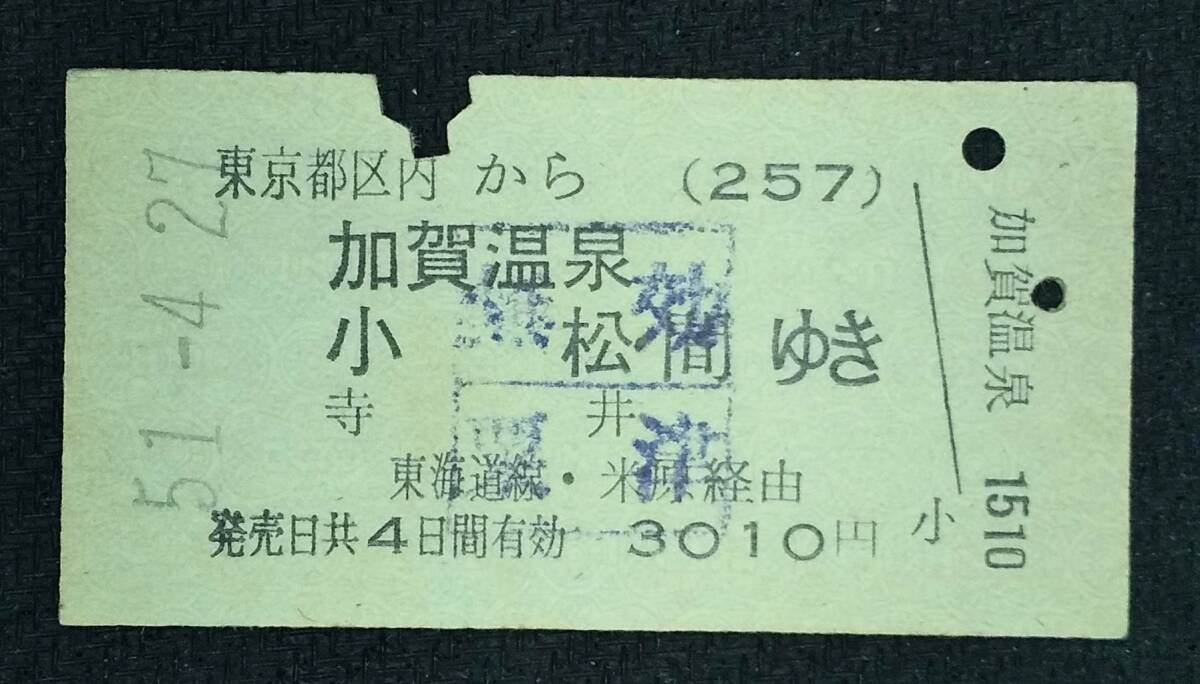 51-4 27
東京都区内 から (257)
加賀温泉
小 松 間 ゆき
寺 井
東海道線・米原経由
発売日共4日間有効 3010円
小
加賀温泉 1510